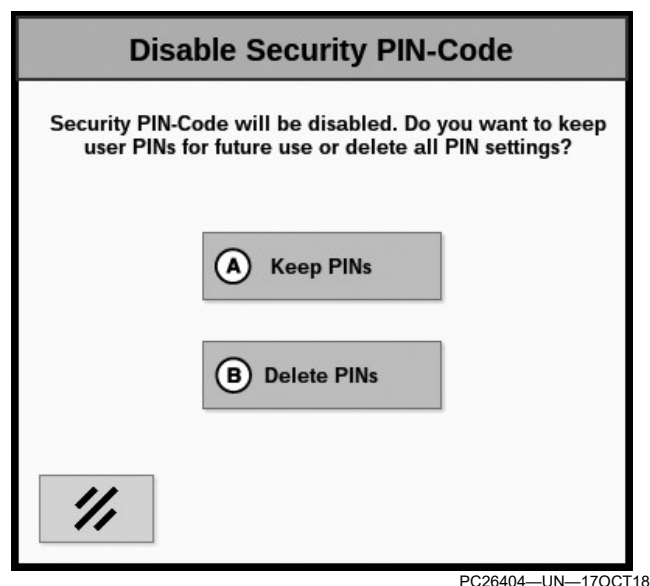 Disable Security PIN-Code
Security PIN-Code will be disabled. Do you want to keep
user PINs for future use or delete all PIN settings?
A Keep PINs
B Delete PINs
PC26404—UN—17OCT18